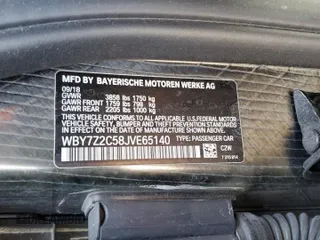 MFD BY BAYERISCHE MOTOREN WERKE AG
09/18
GVWR 3858 lbs 1750 kg
GAWR FRONT 1759 lbs 798 kg
GAWR REAR 2205 lbs 1000 kg
THIS VEHICLE CONFORMS TO ALL APPLICABLE
FEDERAL MOTOR VEHICLE SAFETY, BUMPER,
AND THEFT PREVENTION STANDARDS IN EFFECT
ON THE DATE OF MANUFACTURE SHOWN ABOVE.
WBY7Z2C58JVE65140 TYPE: PASSENGER CAR
C2W